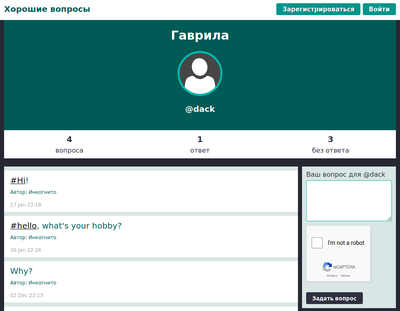 Хорошие вопросы
Зарегистрироваться
Войти
Гаврила
@dack
4
вопроса
1
ответ
3
без ответа
#Hi!
Автор: Инкогнито
27 Jan 23:18
#hello, what's your hobby?
Автор: Инкогнито
26 Jan 22:24
Why?
Автор: Инкогнито
02 Dec 23:13
Ваш вопрос для @dack
I'm not a robot
reCAPTCHA
Privacy - Terms
Задать вопрос